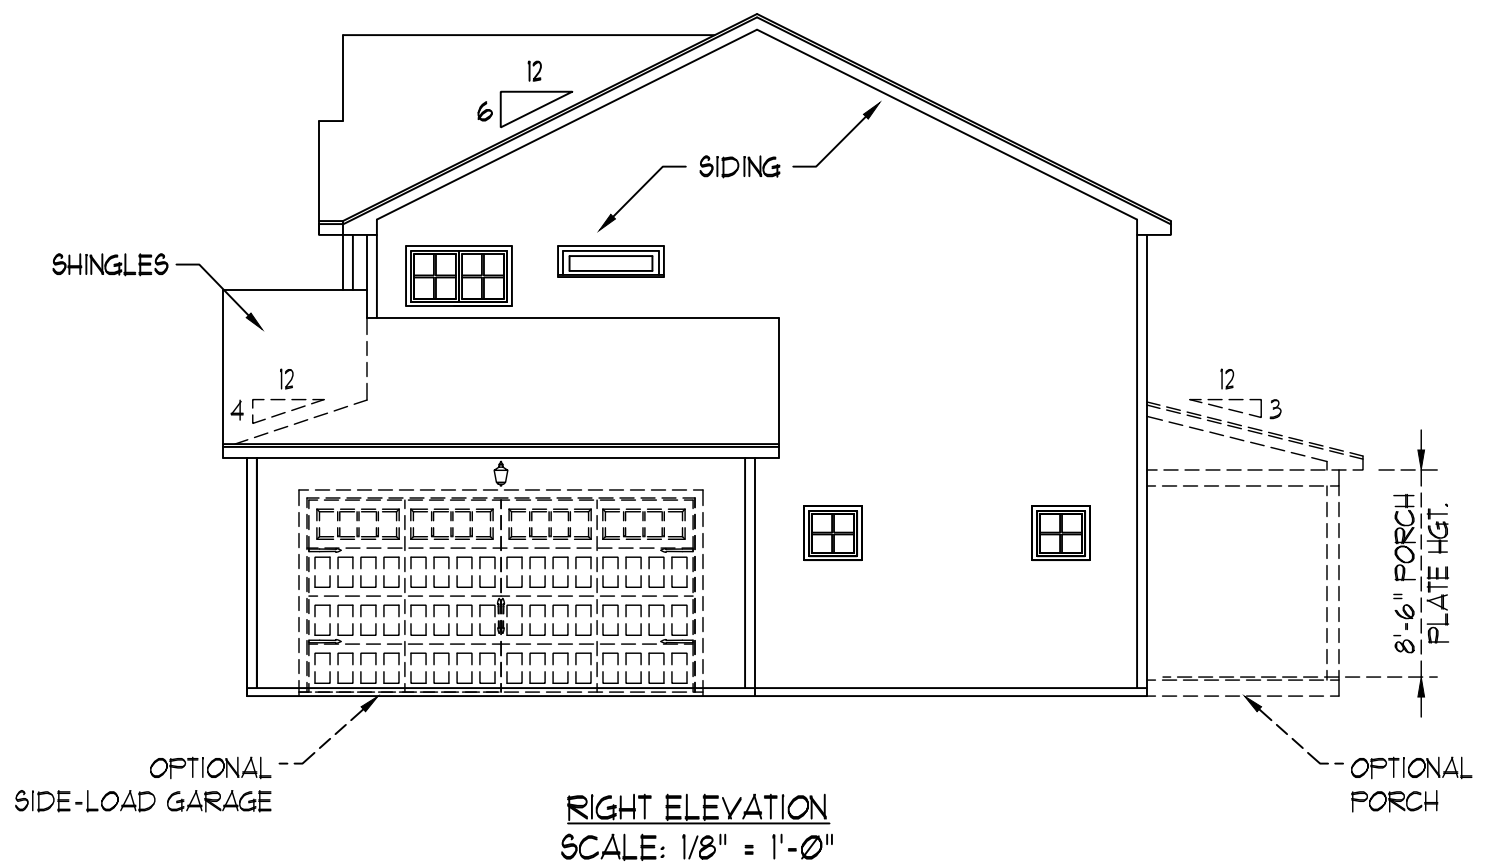 12
6
SIDING
SHINGLES
12
4
12
3
8'-6" PORCH
PLATE HGT.
OPTIONAL
SIDE-LOAD GARAGE
OPTIONAL
PORCH
RIGHT ELEVATION
SCALE: 1/8" = 1'-0"